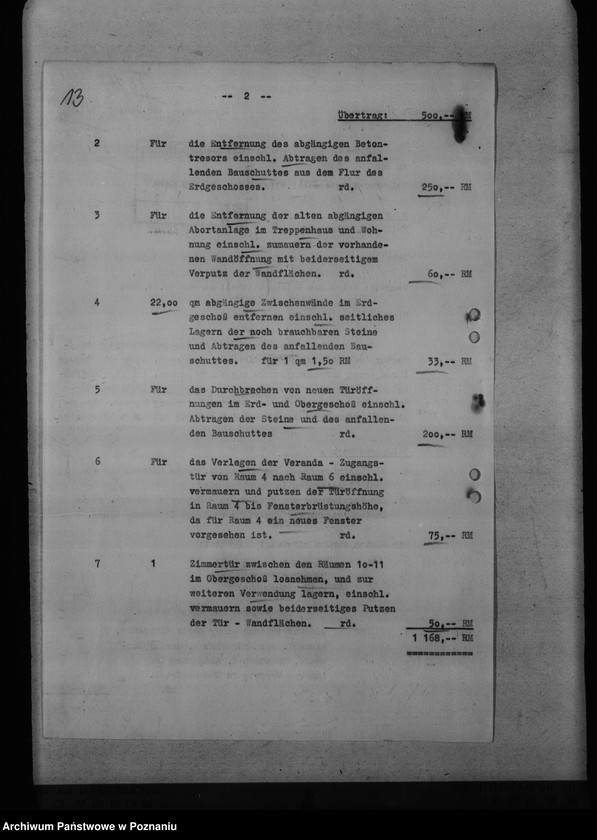 13
-- 2 --
Übertrag: 500,-- RM
2 Für die Entfernung des abgängigen Beton-
tresors einschl. Abtragen des anfal-
lenden Bauschuttes aus dem Flur des
Erdgeschosses. rd. 250,-- RM
3 Für die Entfernung der alten abgängigen
Abortanlage im Treppenhaus und Woh-
nung einschl. zumauern der vorhande-
nen Wandöffnung mit beiderseitigem
Verputz der Wandflächen. rd. 60,-- RM
4 22,00 qm abgängige Zwischenwände im Erd-
geschoß entfernen einschl. seitliches
Lagern der noch brauchbaren Steine
und Abtragen des anfallenden Bau-
schuttes. für 1 qm 1,50 RM 33,-- RM
5 Für das Durchbrechen von neuen Türöff-
nungen im Erd- und Obergeschoß einschl.
Abtragen der Steine und des anfallen-
den Bauschuttes rd. 200,-- RM
6 Für das Verlegen der Veranda - Zugangs-
tür von Raum 4 nach Raum 6 einschl.
vermauern und putzen der Türöffnung
in Raum 4 bis Fensterbrüstungshöhe,
da für Raum 4 ein neues Fenster
vorgesehen ist. rd. 75,-- RM
7 1 Zimmertür zwischen den Räumen 10-11
im Obergeschoß losnehmen, und zur
weiteren Verwendung lagern, einschl.
vermauern sowie beiderseitiges Putzen
der Tür - Wandflächen. rd. 50,-- RM
1 168,-- RM
Archiwum Państwowe w Poznaniu